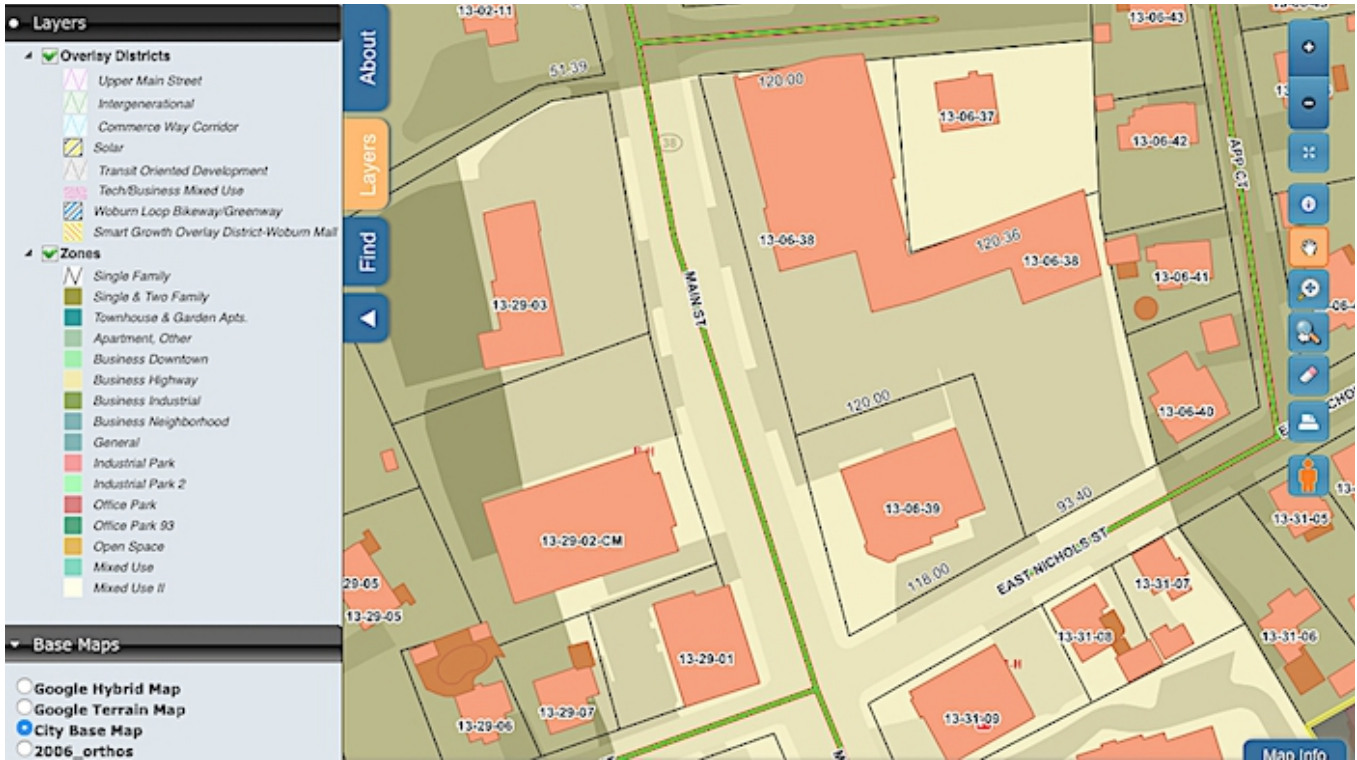 Layers
Overlay Districts
Upper Main Street
Intergenerational
Commerce Way Corridor
Solar
Transit Oriented Development
Tech/Business Mixed Use
Woburn Loop Bikeway/Greenway
Smart Growth Overlay District-Woburn Mall
Zones
Single Family
Single & Two Family
Townhouse & Garden Apts.
Apartment, Other
Business Downtown
Business Highway
Business Industrial
Business Neighborhood
General
Industrial Park
Industrial Park 2
Office Park
Office Park 93
Open Space
Mixed Use
Mixed Use II
Base Maps
Google Hybrid Map
Google Terrain Map
City Base Map
2006_orthos
About
Layers
Find
13-02-11
13-06-43
51.39
120.00
13-06-37
38
13-06-42
APP CT
13-06-38
120.36
13-06-38
13-06-41
MAIN ST
13-29-03
120.00
13-06-40
B-H
13-06-39
93.40
13-29-02-CM
118.00
EAST NICHOLS ST
13-31-05
29-05
13-29-05
13-31-07
13-31-08
13-31-06
13-29-01
13-29-06
13-29-07
13-31-09
Map Info